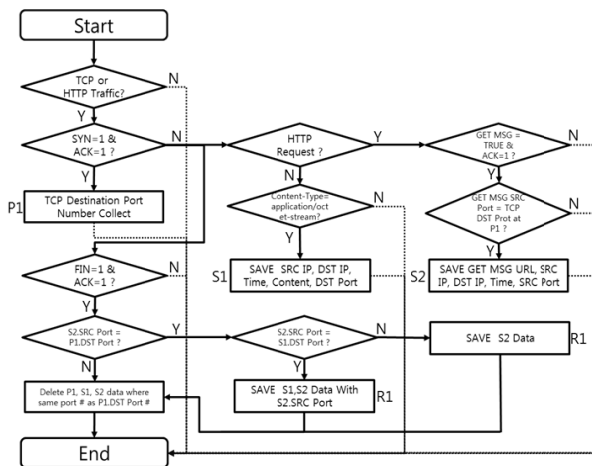 Start
TCP or
HTTP Traffic?
N
Y
SYN=1 &
ACK=1 ?
N
Y
HTTP
Request ?
Y
N
GET MSG =
TRUE &
ACK=1 ?
N
Y
P1
TCP Destination Port
Number Collect
Content-Type=
application/oct
et-stream?
N
Y
GET MSG SRC
Port = TCP
DST Prot at
P1 ?
N
Y
FIN=1 &
ACK=1 ?
N
Y
S1
SAVE SRC IP, DST IP,
Time, Content, DST Port
S2
SAVE GET MSG URL, SRC
IP, DST IP, Time, SRC Port
S2.SRC Port =
P1.DST Port ?
Y
N
S2.SRC Port =
S1.DST Port ?
N
Y
SAVE S2 Data
R1
Delete P1, S1, S2 data where
same port # as P1.DST Port #
SAVE S1,S2 Data With
S2.SRC Port
R1
End